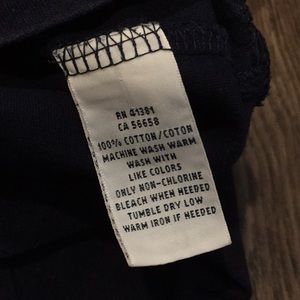 RN 41381
CA 56658
100% COTTON/COTON
MACHINE WASH WARM
WASH WITH
LIKE COLORS
ONLY NON-CHLORINE
BLEACH WHEN NEEDED
TUMBLE DRY LOW
WARM IRON IF NEEDED